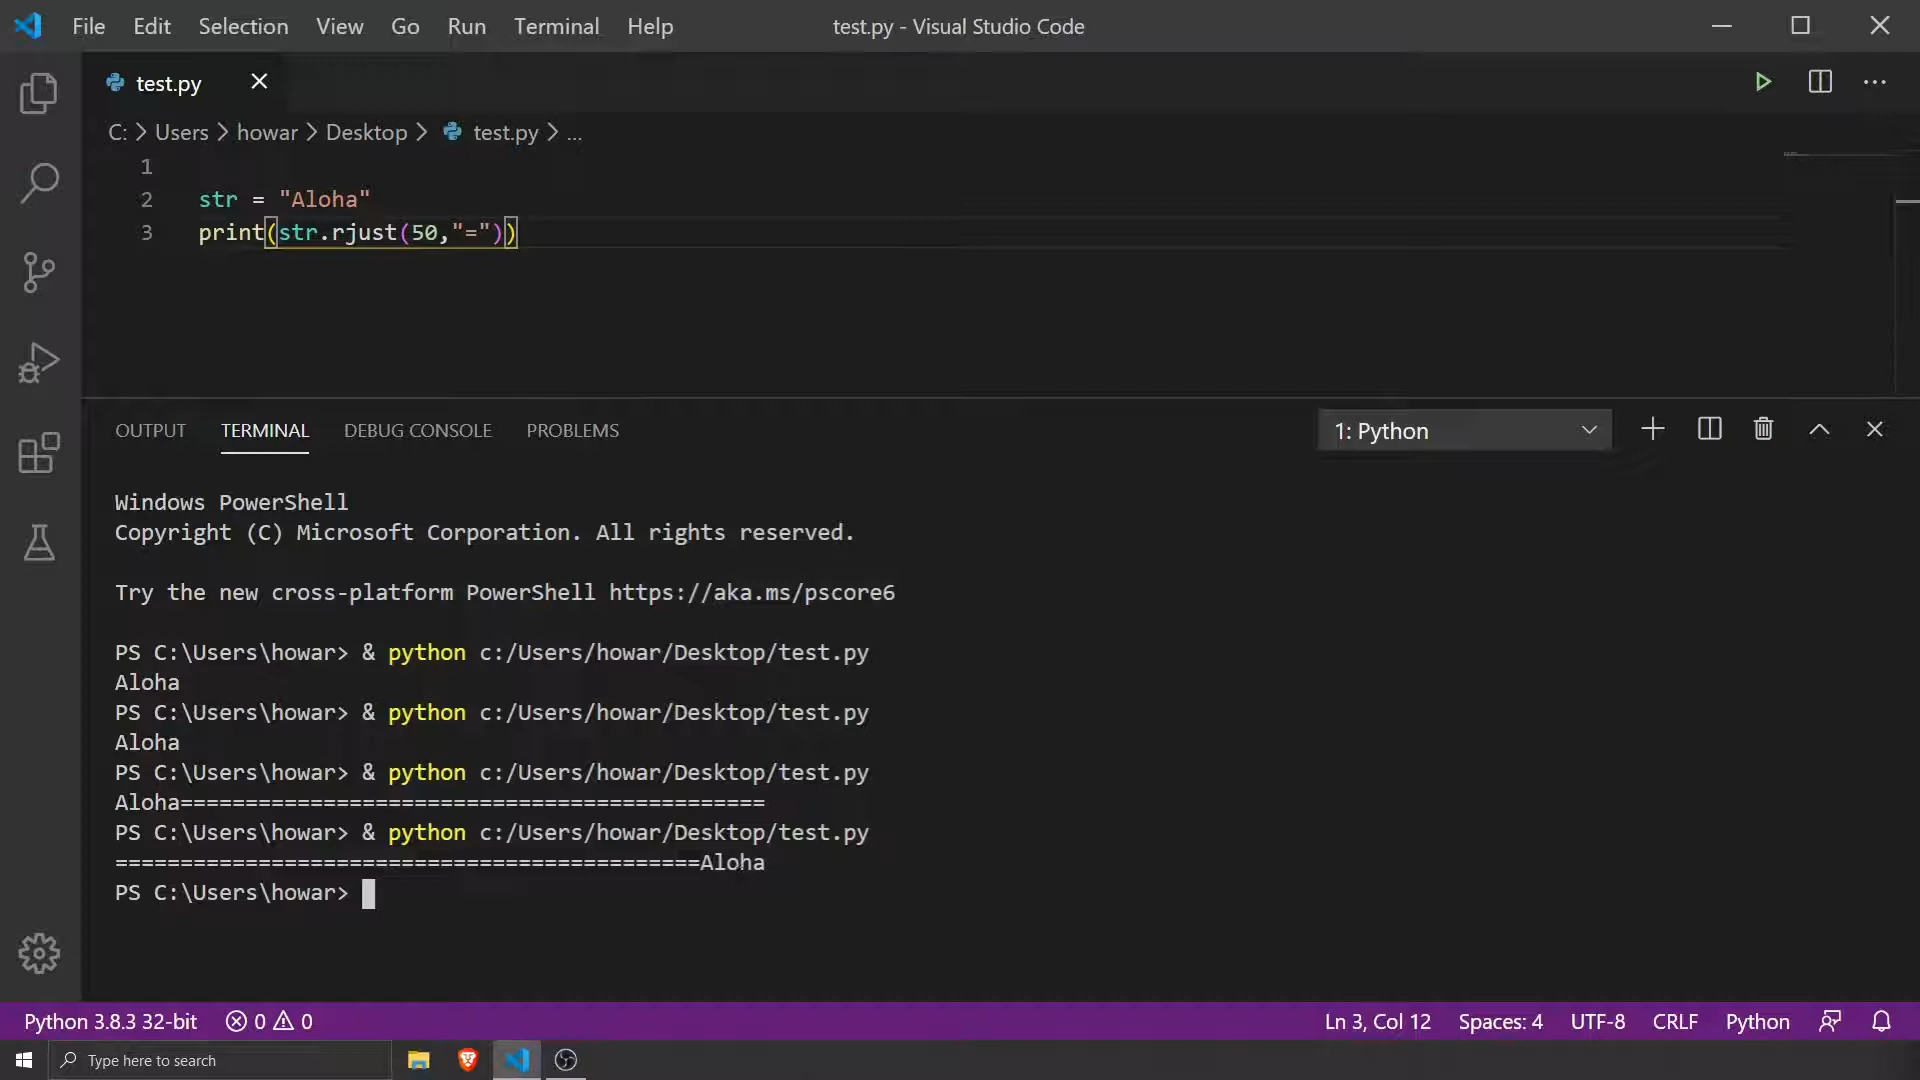 File Edit Selection View Go Run Terminal Help test.py - Visual Studio Code
test.py
C: > Users > howar > Desktop > test.py > ...
1
2 str = "Aloha"
3 print(str.rjust(50,"="))
OUTPUT TERMINAL DEBUG CONSOLE PROBLEMS 1: Python
Windows PowerShell
Copyright (C) Microsoft Corporation. All rights reserved.
Try the new cross-platform PowerShell https://aka.ms/pscore6
PS C:\Users\howar> & python c:/Users/howar/Desktop/test.py
Aloha
PS C:\Users\howar> & python c:/Users/howar/Desktop/test.py
Aloha
PS C:\Users\howar> & python c:/Users/howar/Desktop/test.py
Aloha=============================================
PS C:\Users\howar> & python c:/Users/howar/Desktop/test.py
=============================================Aloha
PS C:\Users\howar>
Python 3.8.3 32-bit 0 0 Ln 3, Col 12 Spaces: 4 UTF-8 CRLF Python
Type here to search